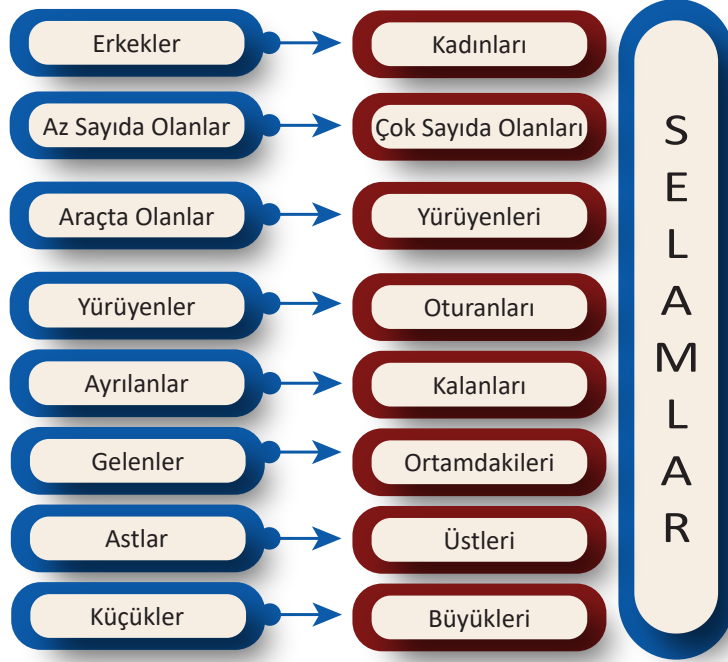 Erkekler
Kadınları
Az Sayıda Olanlar
Çok Sayıda Olanları
Araçta Olanlar
Yürüyenleri
Yürüyenler
Oturanları
Ayrılanlar
Kalanları
Gelenler
Ortamdakileri
Astlar
Üstleri
Küçükler
Büyükleri
SELAMLAR